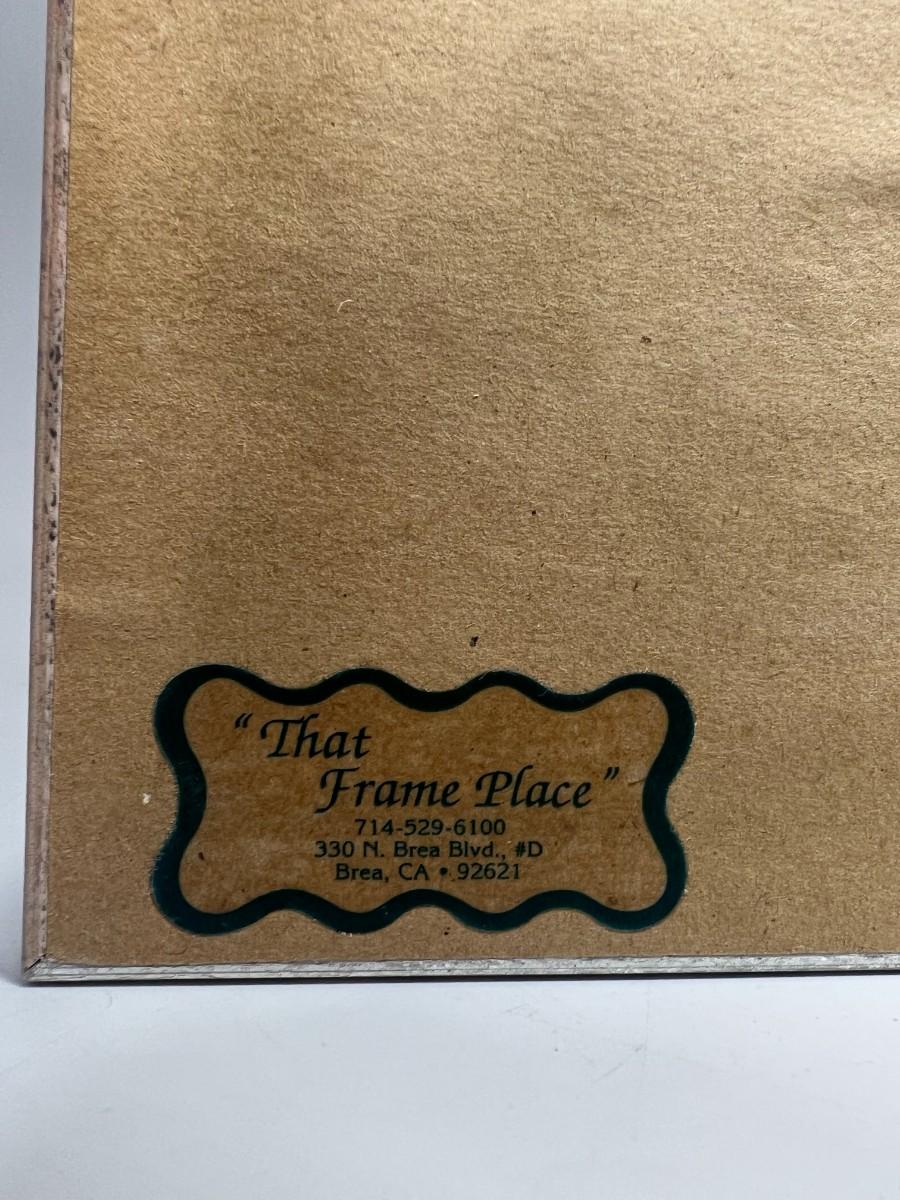 “That
Frame Place”
714-529-6100
330 N. Brea Blvd., #D
Brea, CA • 92621